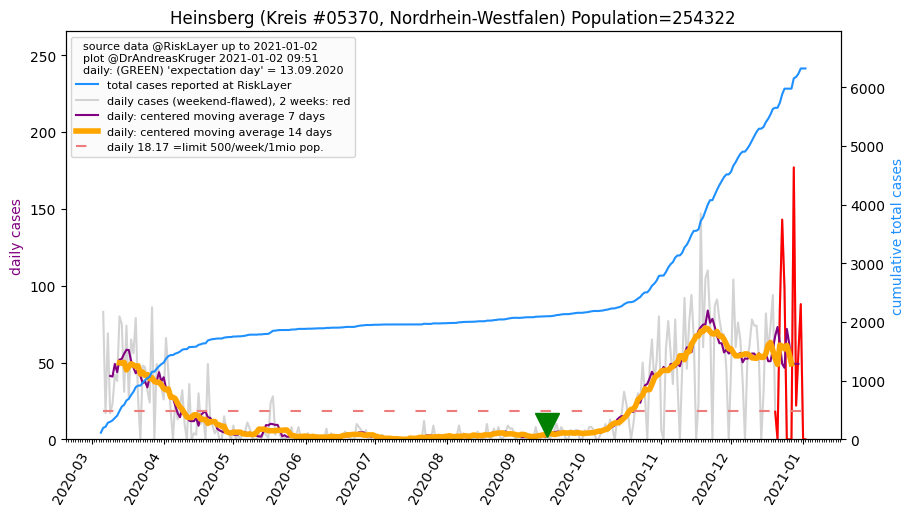 Heinsberg (Kreis #05370, Nordrhein-Westfalen) Population=254322
source data @RiskLayer up to 2021-01-02
plot @DrAndreasKruger 2021-01-02 09:51
daily: (GREEN) 'expectation day' = 13.09.2020
total cases reported at RiskLayer
daily cases (weekend-flawed), 2 weeks: red
daily: centered moving average 7 days
daily: centered moving average 14 days
daily 18.17 =limit 500/week/1mio pop.
daily cases
250
200
150
100
50
0
cumulative total cases
6000
5000
4000
3000
2000
1000
0
2020-03
2020-04
2020-05
2020-06
2020-07
2020-08
2020-09
2020-10
2020-11
2020-12
2021-01